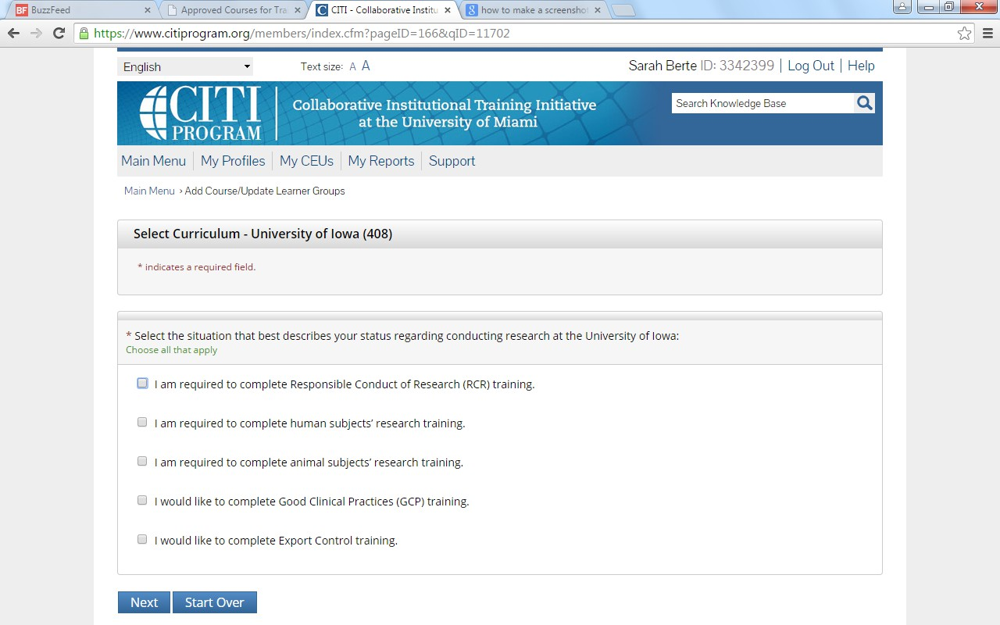 BuzzFeed
Approved Courses for Tra
CITI - Collaborative Institu
how to make a screenshot
https://www.citiprogram.org/members/index.cfm?pageID=166&qID=11702
English
Text size: A A
Sarah Berte ID: 3342399 | Log Out | Help
CITI
PROGRAM
Collaborative Institutional Training Initiative
at the University of Miami
Search Knowledge Base
Main Menu | My Profiles | My CEUs | My Reports | Support
Main Menu › Add Course/Update Learner Groups
Select Curriculum - University of Iowa (408)
* indicates a required field.
* Select the situation that best describes your status regarding conducting research at the University of Iowa:
Choose all that apply
I am required to complete Responsible Conduct of Research (RCR) training.
I am required to complete human subjects’ research training.
I am required to complete animal subjects’ research training.
I would like to complete Good Clinical Practices (GCP) training.
I would like to complete Export Control training.
Next
Start Over